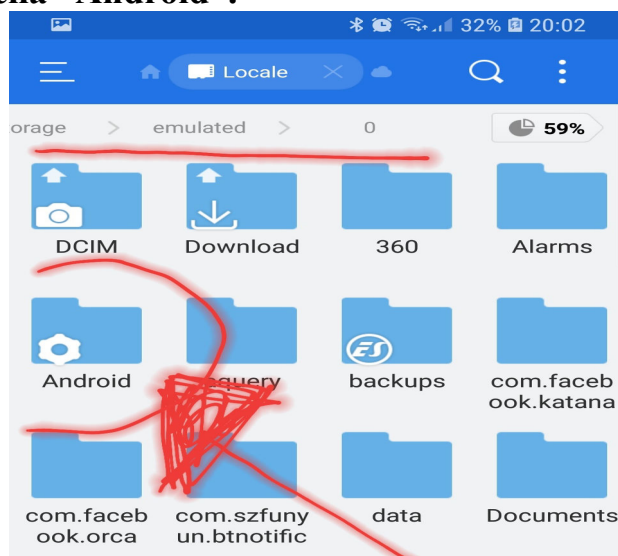 "Android".
32% 20:02
Locale
orage > emulated > 0 59%
DCIM Download 360 Alarms
Android backups com.faceb
ook.katana
com.faceb com.szfuny data Documents
ook.orca un.btnotific